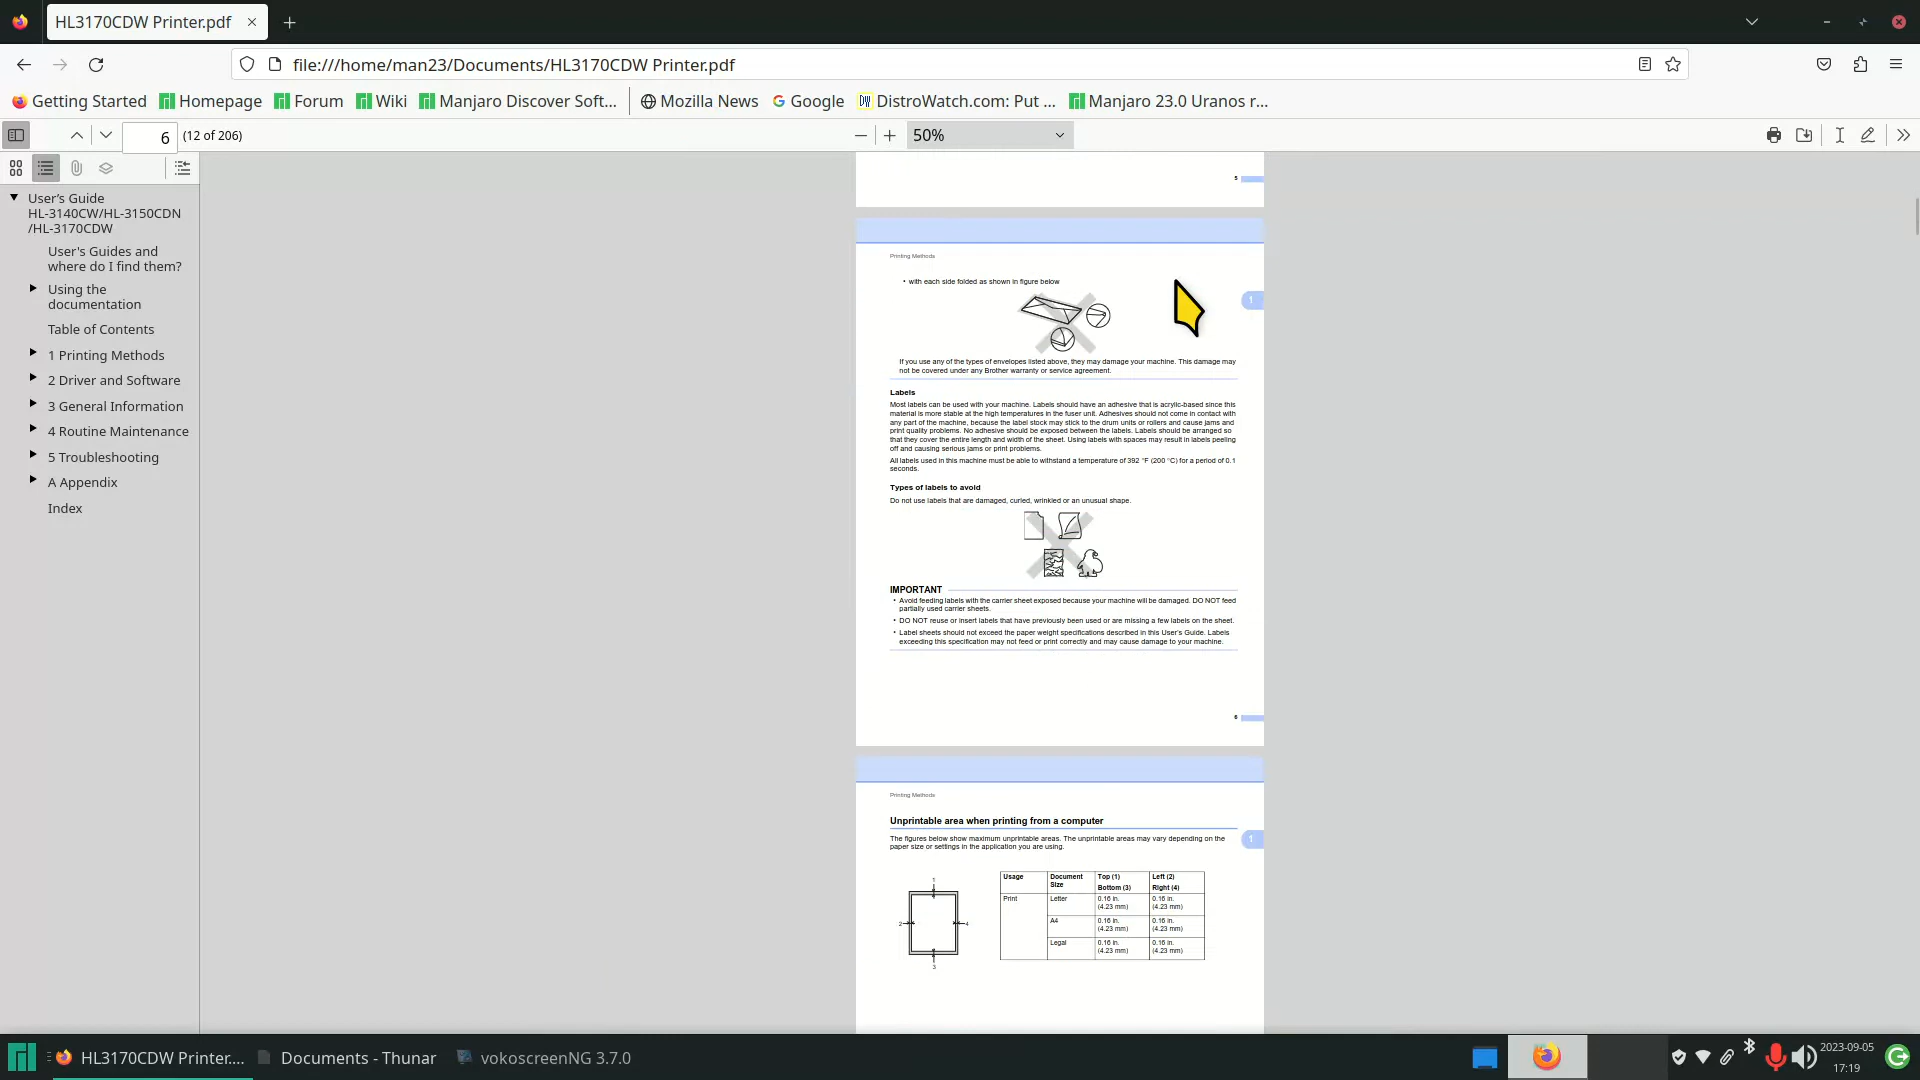 HL3170CDW Printer.pdf
file:///home/man23/Documents/HL3170CDW Printer.pdf
Getting Started
Homepage
Forum
Wiki
Manjaro Discover Soft...
Mozilla News
Google
DistroWatch.com: Put ...
Manjaro 23.0 Uranos r...
6
(12 of 206)
50%
User's Guide
HL-3140CW/HL-3150CDN
/HL-3170CDW
User's Guides and
where do I find them?
Using the
documentation
Table of Contents
1 Printing Methods
2 Driver and Software
3 General Information
4 Routine Maintenance
5 Troubleshooting
A Appendix
Index
5
Printing Methods
• with each side folded as shown in figure below
1
If you use any of the types of envelopes listed above, they may damage your machine. This damage may
not be covered under any Brother warranty or service agreement.
Labels
Most labels can be used with your machine. Labels should have an adhesive that is acrylic-based since this
material is more stable at the high temperatures in the fuser unit. Adhesives should not come in contact with
any part of the machine, because the label stock may stick to the drum units or rollers and cause jams and
print quality problems. No adhesive should be exposed between the labels. Labels should be arranged so
that they cover the entire length and width of the sheet. Using labels with spaces may result in labels peeling
off and causing serious jams or print problems.
All labels used in this machine must be able to withstand a temperature of 392 °F (200 °C) for a period of 0.1
seconds.
Types of labels to avoid
Do not use labels that are damaged, curled, wrinkled or an unusual shape.
IMPORTANT
• Avoid feeding labels with the carrier sheet exposed because your machine will be damaged. DO NOT feed
partially used carrier sheets.
• DO NOT reuse or insert labels that have previously been used or are missing a few labels on the sheet.
• Label sheets should not exceed the paper weight specifications described in this User's Guide. Labels
exceeding this specification may not feed or print correctly and may cause damage to your machine.
6
Printing Methods
Unprintable area when printing from a computer
The figures below show maximum unprintable areas. The unprintable areas may vary depending on the
paper size or settings in the application you are using.
1
1
2
4
3
Usage
Document
Size
Top (1)
Bottom (3)
Left (2)
Right (4)
Print
Letter
0.16 in.
(4.23 mm)
0.16 in.
(4.23 mm)
A4
0.16 in.
(4.23 mm)
0.16 in.
(4.23 mm)
Legal
0.16 in.
(4.23 mm)
0.16 in.
(4.23 mm)
HL3170CDW Printer....
Documents - Thunar
vokoscreenNG 3.7.0
2023-09-05
17:19